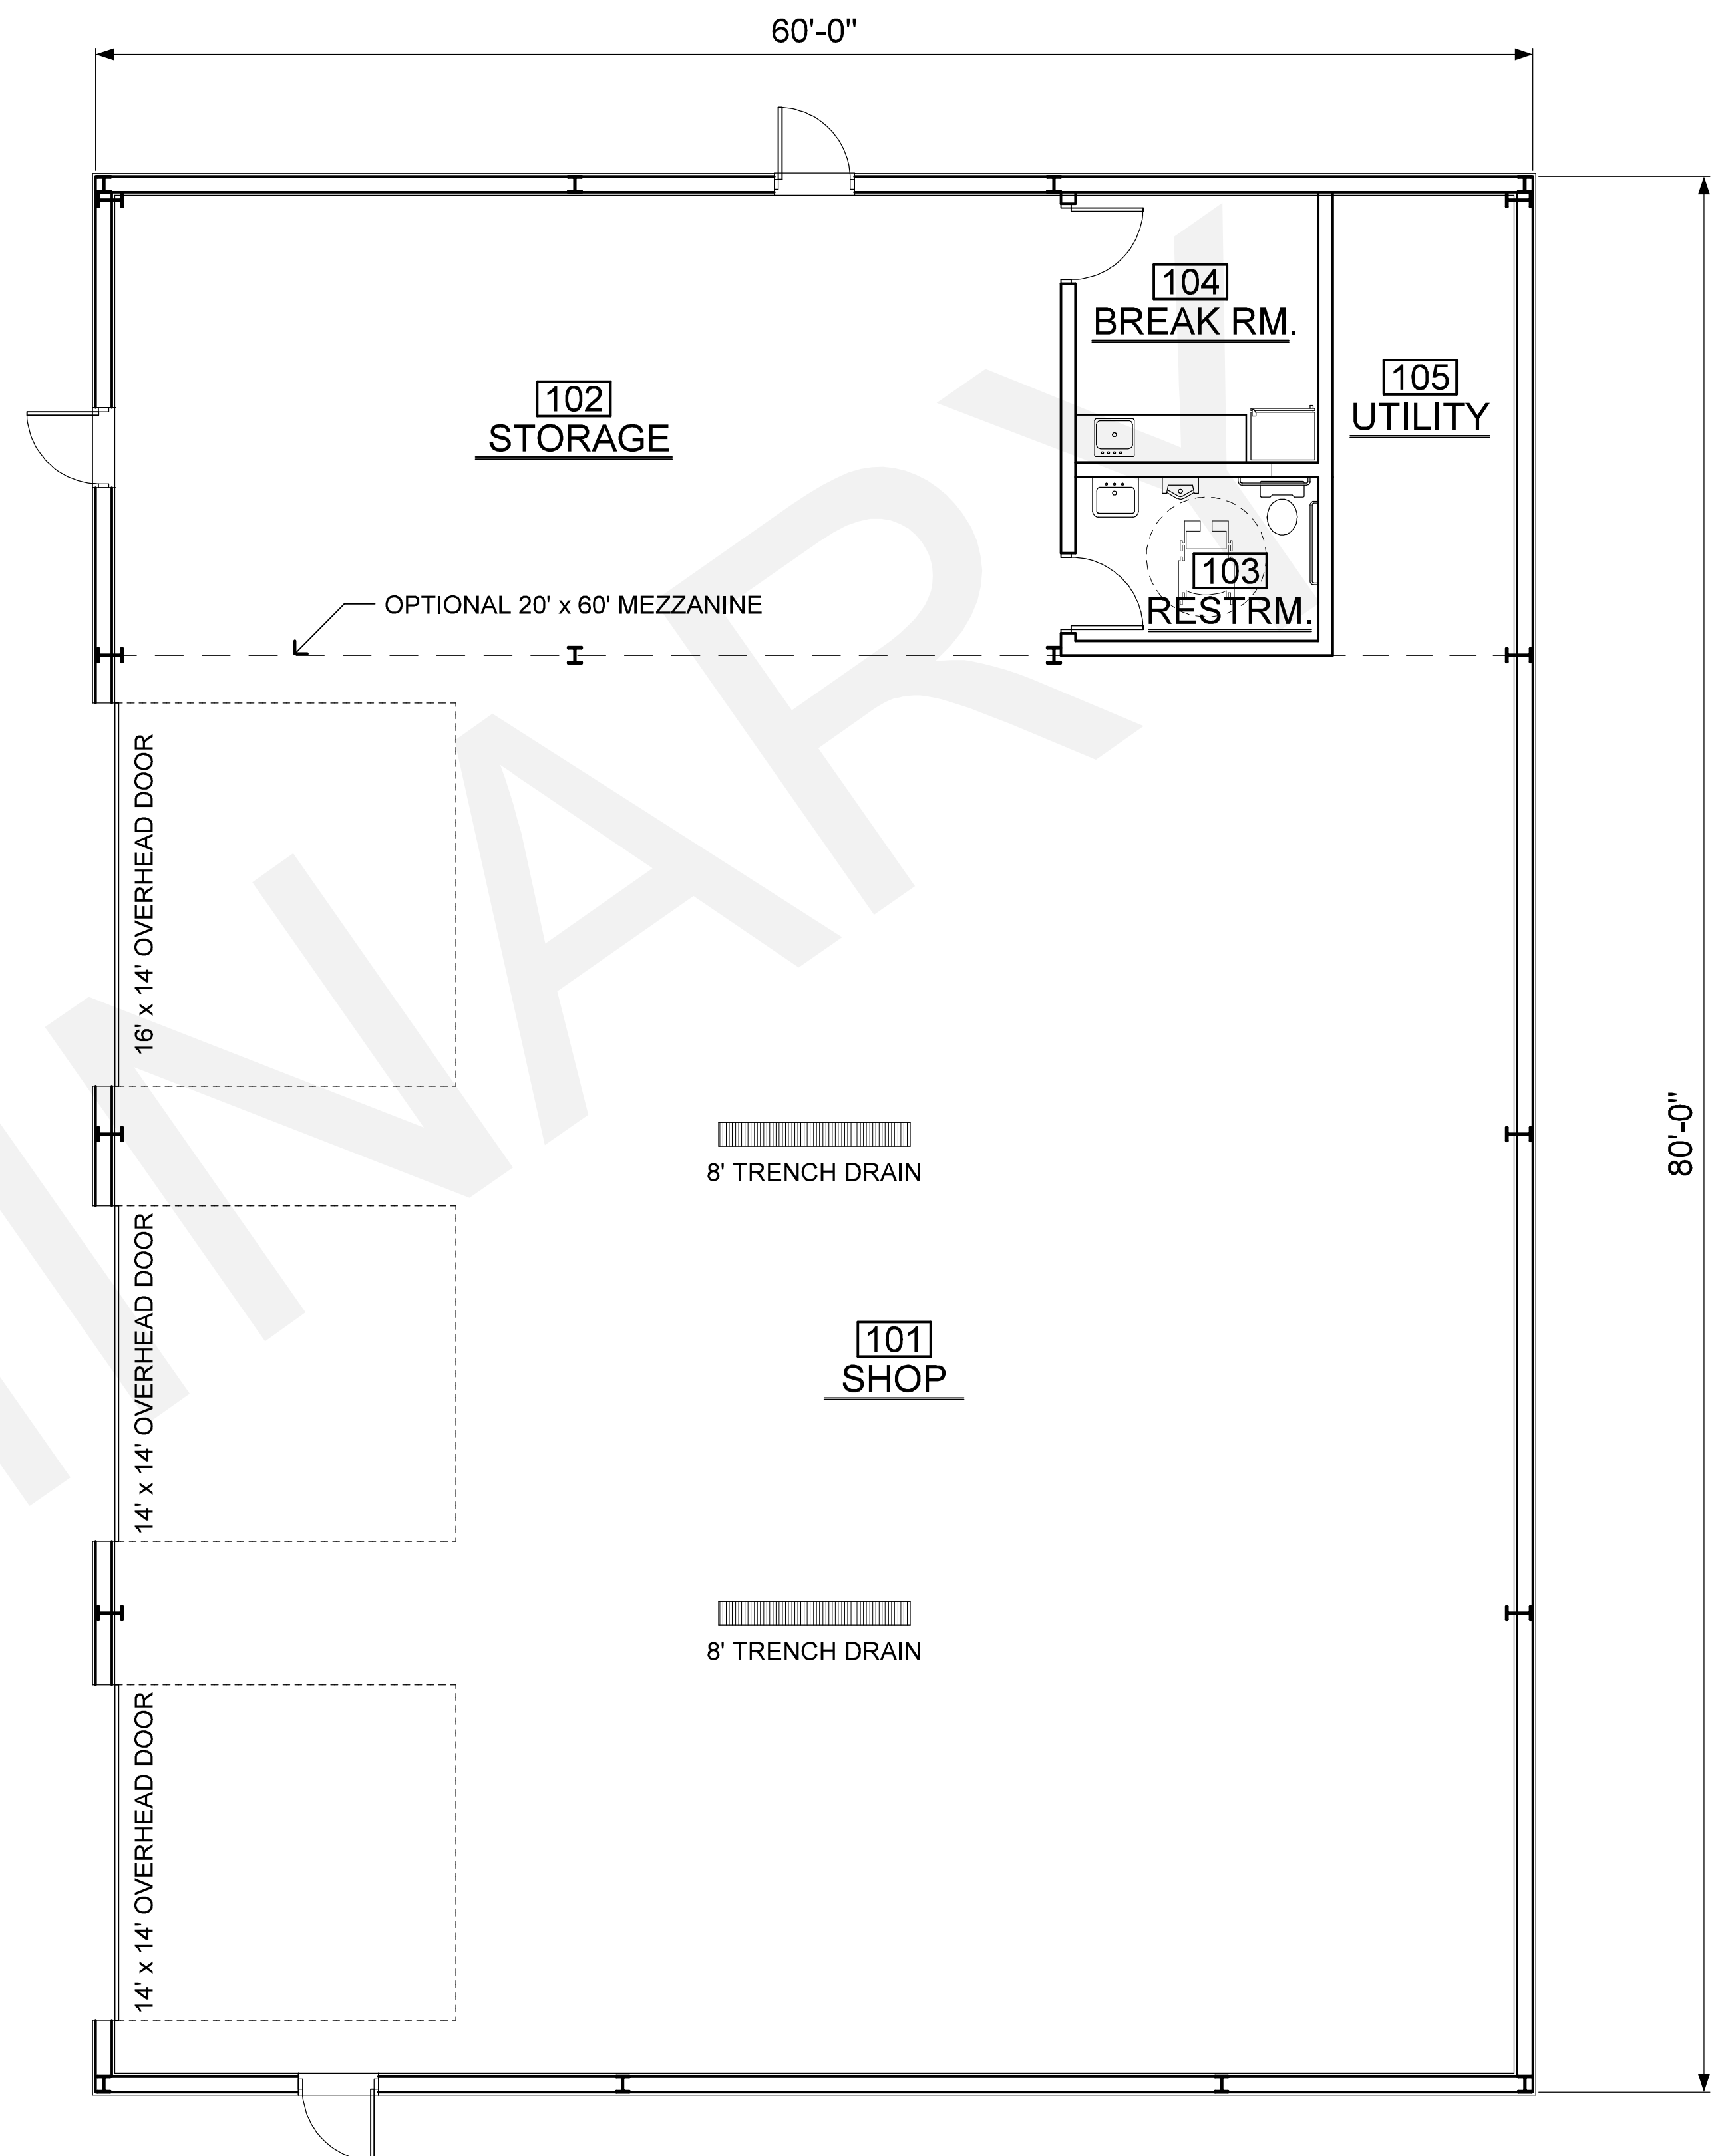 60'-0"
104
BREAK RM.
105
UTILITY
102
STORAGE
103
RESTRM.
OPTIONAL 20' x 60' MEZZANINE
16' x 14' OVERHEAD DOOR
80'-0"
8' TRENCH DRAIN
14' x 14' OVERHEAD DOOR
101
SHOP
8' TRENCH DRAIN
14' x 14' OVERHEAD DOOR
INARY